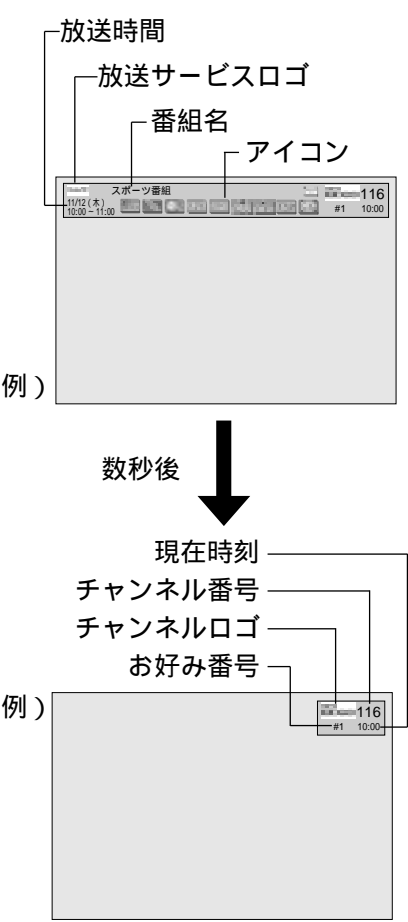 放送時間
放送サービスロゴ
番組名
アイコン
スポーツ番組
116
11/12 (木)
10:00 – 11:00
#1 10:00
例）
数秒後
現在時刻
チャンネル番号
チャンネルロゴ
お好み番号
例）
116
#1 10:00